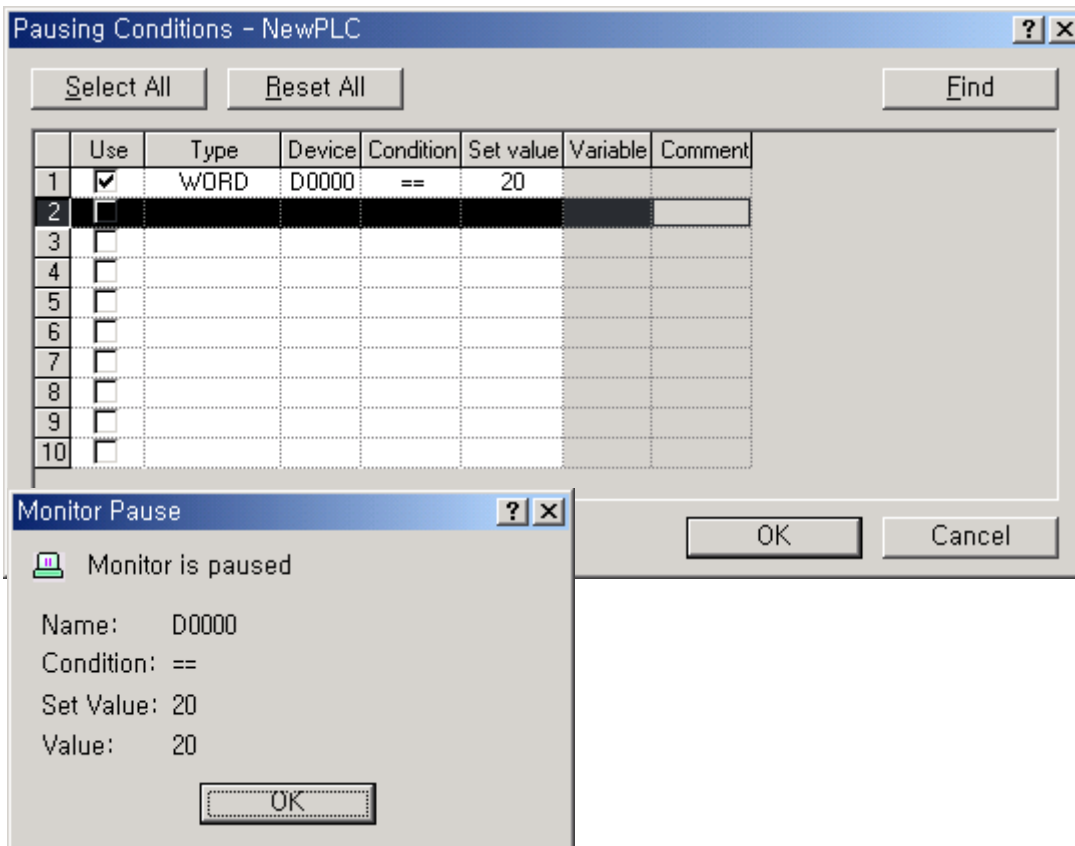 Pausing Conditions - NewPLC
Select All Reset All Find
Use Type Device Condition Set value Variable Comment
1 WORD D0000 == 20
2
3
4
5
6
7
8
9
10
OK Cancel
Monitor Pause
Monitor is paused
Name: D0000
Condition: ==
Set Value: 20
Value: 20
OK